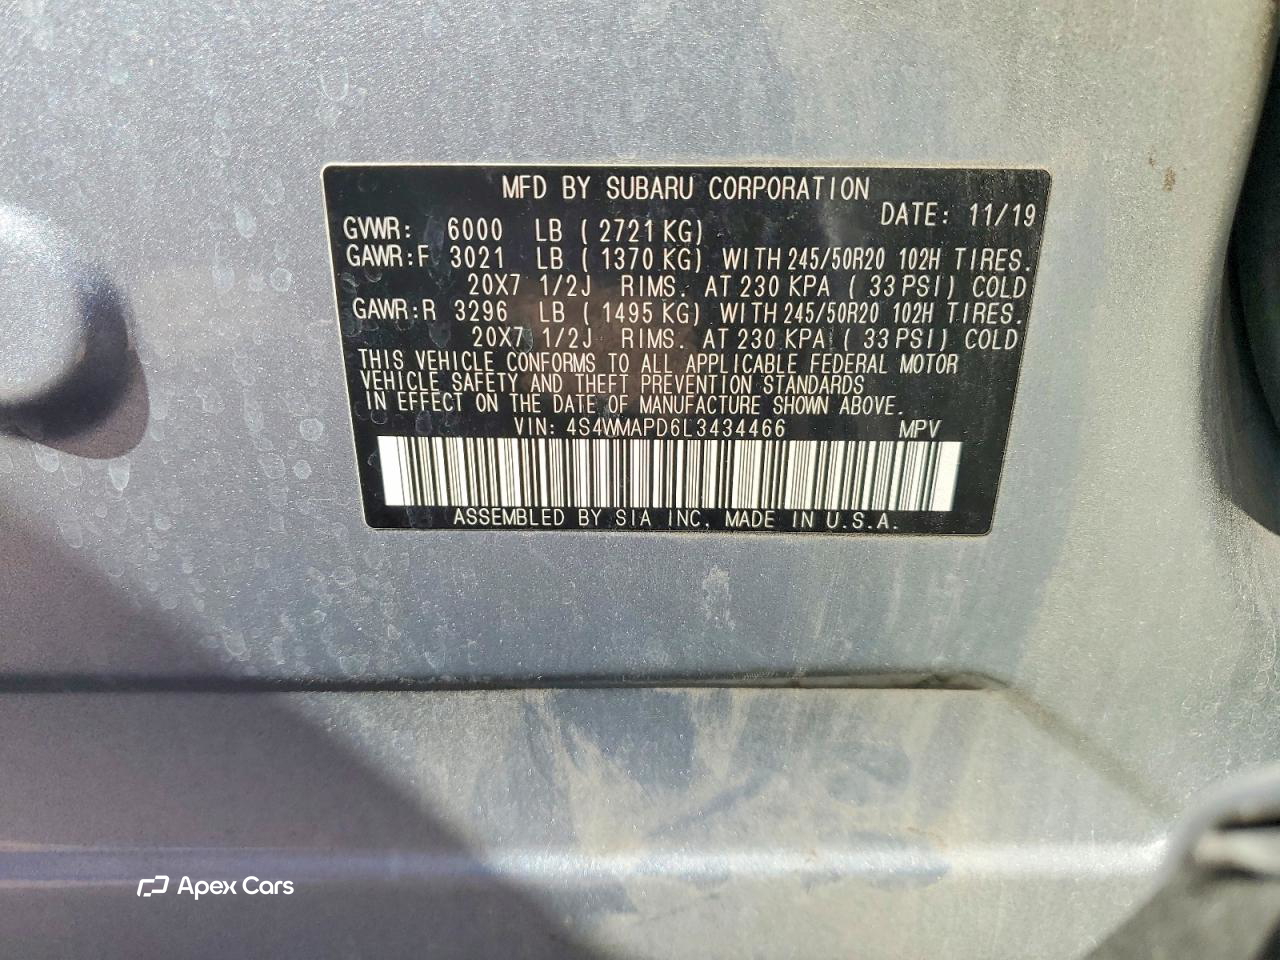 MFD BY SUBARU CORPORATION
DATE: 11/19
GVWR: 6000 LB ( 2721 KG)
GAWR:F 3021 LB ( 1370 KG) WITH 245/50R20 102H TIRES.
20X7 1/2J RIMS. AT 230 KPA ( 33 PSI) COLD
GAWR:R 3296 LB ( 1495 KG) WITH 245/50R20 102H TIRES.
20X7 1/2J RIMS. AT 230 KPA ( 33 PSI) COLD
THIS VEHICLE CONFORMS TO ALL APPLICABLE FEDERAL MOTOR
VEHICLE SAFETY AND THEFT PREVENTION STANDARDS
IN EFFECT ON THE DATE OF MANUFACTURE SHOWN ABOVE.
VIN: 4S4WMAPD6L3434466 MPV
ASSEMBLED BY SIA INC. MADE IN U.S.A.
Apex Cars